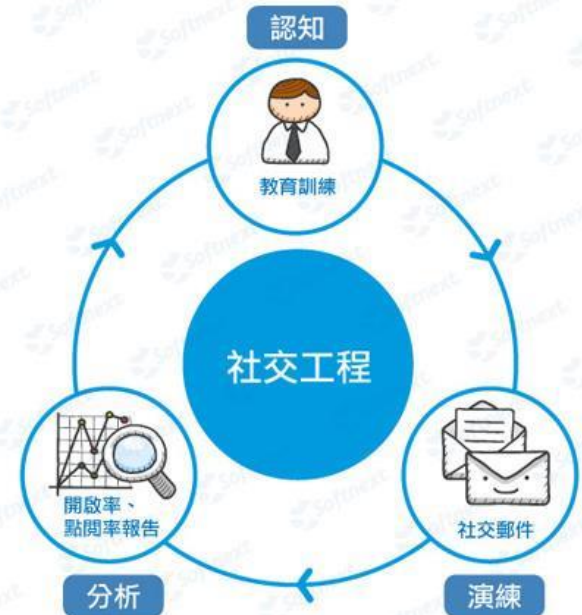 認知
教育訓練
社交工程
開啟率、
點閱率報告
社交郵件
分析
演練
Softnext